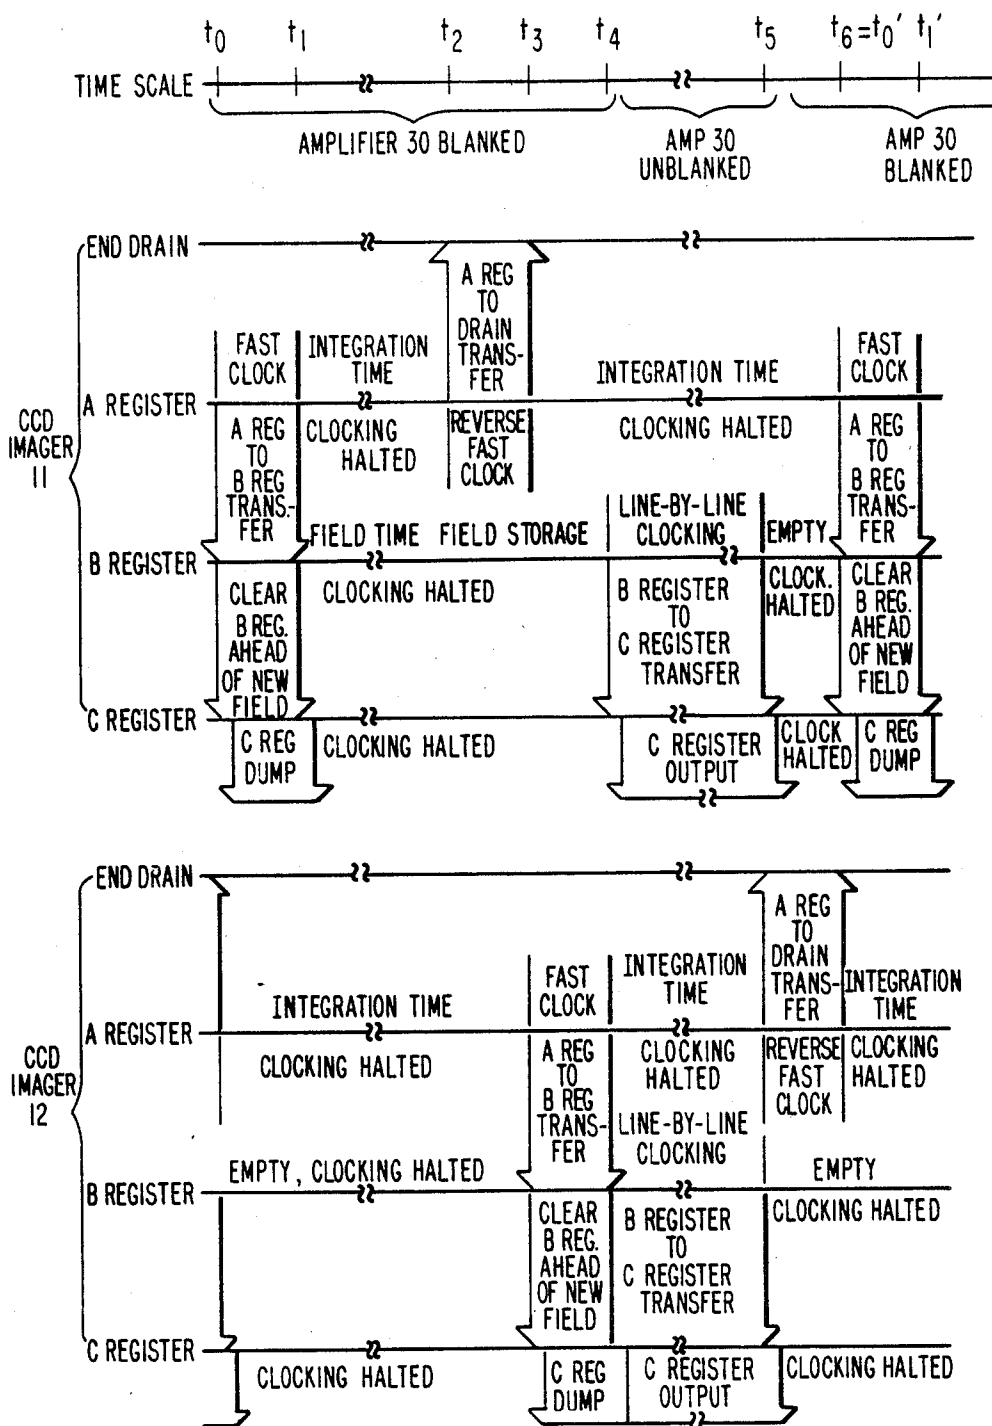 t0 t1 t2 t3 t4 t5 t6=t0' t1'
TIME SCALE
AMPLIFIER 30 BLANKED
AMP 30
UNBLANKED
AMP 30
BLANKED
CCD
IMAGER
11
END DRAIN
A REG
TO
DRAIN
TRANS-
FER
FAST
CLOCK
INTEGRATION
TIME
INTEGRATION TIME
FAST
CLOCK
A REGISTER
A REG
TO
B REG
TRANS-
FER
CLOCKING
HALTED
REVERSE
FAST
CLOCK
CLOCKING HALTED
A REG
TO
B REG
TRANS-
FER
FIELD TIME FIELD STORAGE
LINE-BY-LINE
CLOCKING
EMPTY
B REGISTER
CLEAR
B REG.
AHEAD
OF NEW
FIELD
CLOCKING HALTED
B REGISTER
TO
C REGISTER
TRANSFER
CLOCK.
HALTED
CLEAR
B REG.
AHEAD
OF NEW
FIELD
C REGISTER
C REG
DUMP
CLOCKING HALTED
C REGISTER
OUTPUT
CLOCK
HALTED
C REG
DUMP
CCD
IMAGER
12
END DRAIN
A REG
TO
DRAIN
TRANS-
FER
INTEGRATION TIME
FAST
CLOCK
INTEGRATION
TIME
INTEGRATION
TIME
A REGISTER
CLOCKING HALTED
A REG
TO
B REG
TRANS-
FER
CLOCKING
HALTED
REVERSE
FAST
CLOCK
CLOCKING
HALTED
LINE-BY-LINE
CLOCKING
EMPTY, CLOCKING HALTED
EMPTY
B REGISTER
CLEAR
B REG.
AHEAD
OF NEW
FIELD
B REGISTER
TO
C REGISTER
TRANSFER
CLOCKING HALTED
C REGISTER
CLOCKING HALTED
C REG
DUMP
C REGISTER
OUTPUT
CLOCKING HALTED